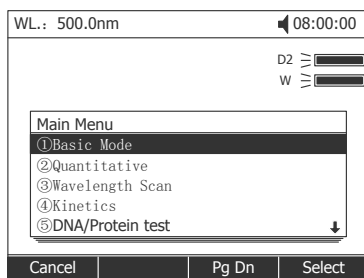 WL.: 500.0nm 08:00:00
D2
W
Main Menu
①Basic Mode
②Quantitative
③Wavelength Scan
④Kinetics
⑤DNA/Protein test
Cancel Pg Dn Select